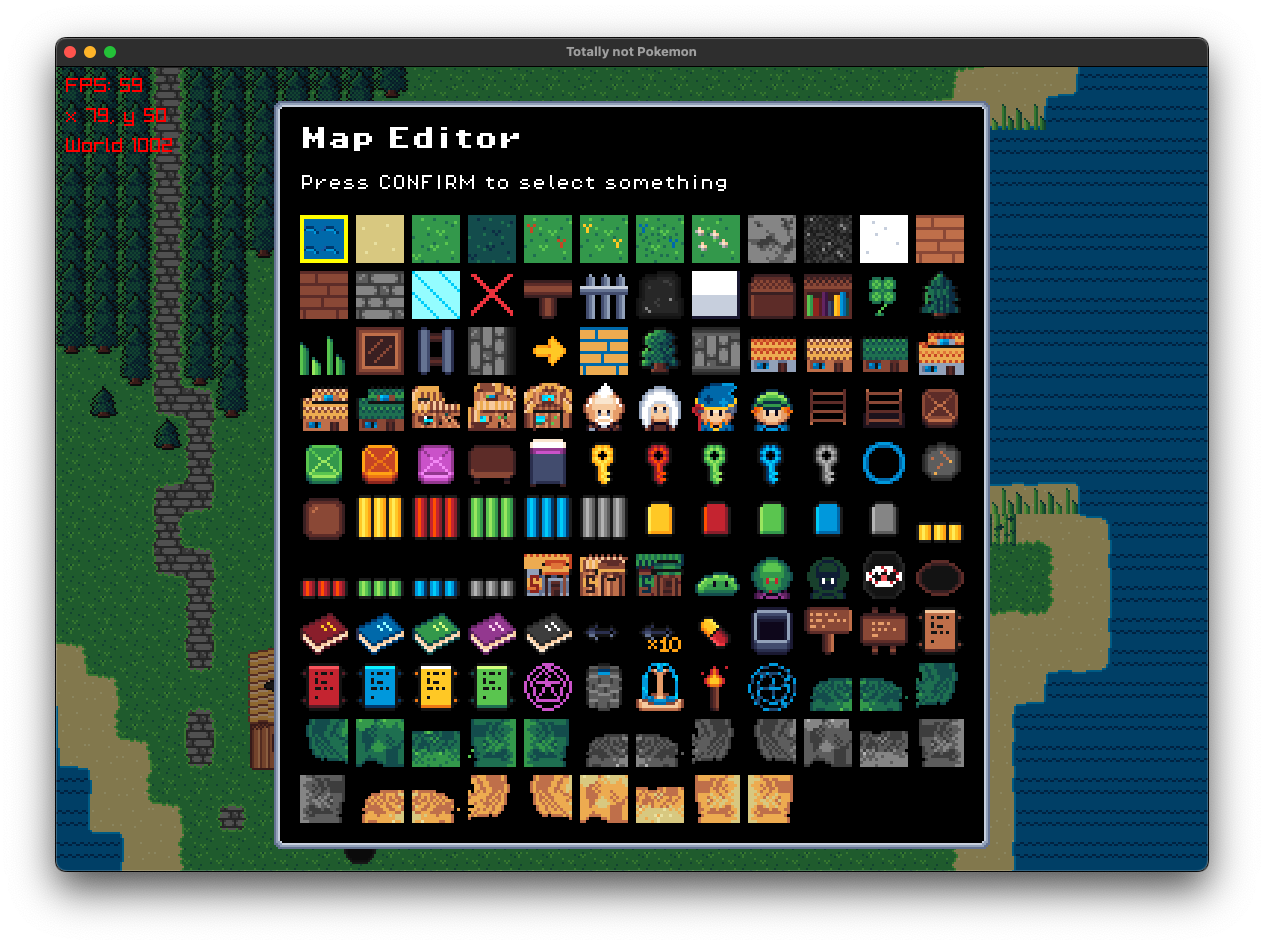 Totally not Pokemon
FPS: 59
x 79, y 50
World 1002
Map Editor
Press CONFIRM to select something
x10